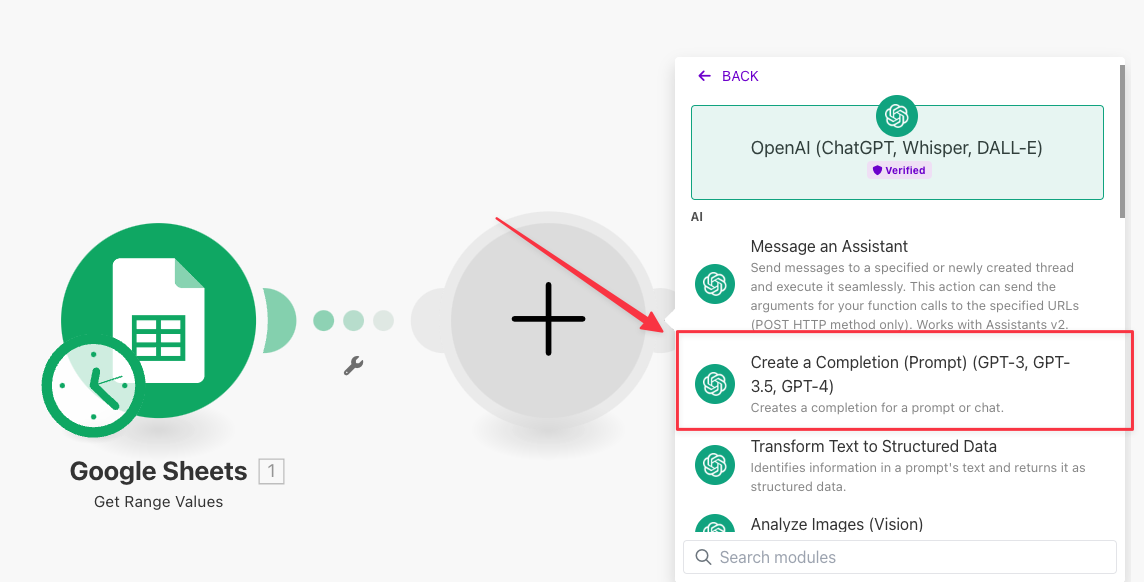 BACK
OpenAI (ChatGPT, Whisper, DALL-E)
Verified
AI
Message an Assistant
Send messages to a specified or newly created thread
and execute it seamlessly. This action can send the
arguments for your function calls to the specified URLs
(POST HTTP method only). Works with Assistants v2.
Create a Completion (Prompt) (GPT-3, GPT-
3.5, GPT-4)
Creates a completion for a prompt or chat.
Transform Text to Structured Data
Identifies information in a prompt's text and returns it as
structured data.
Analyze Images (Vision)
Search modules
Google Sheets 1
Get Range Values